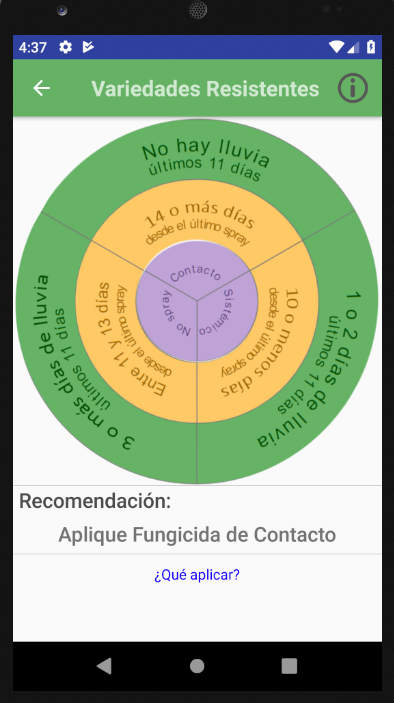 4:37
Variedades Resistentes
No hay lluvia
últimos 11 días
14 o más días
desde el último spray
Contacto
Sistémico
No spray
10 o menos días
desde el último spray
Entre 11 y 13 días
desde el último spray
1 o 2 días de lluvia
últimos 11 días
3 o más días de lluvia
últimos 11 días
Recomendación:
Aplique Fungicida de Contacto
¿Qué aplicar?